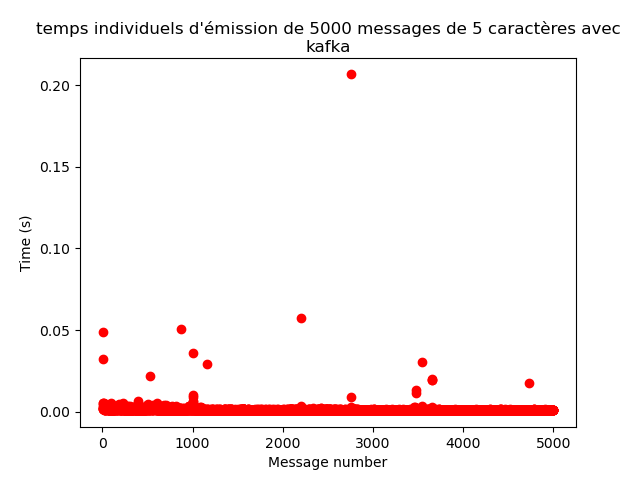 temps individuels d'émission de 5000 messages de 5 caractères avec
kafka
0.20
0.15
0.10
0.05
0.00
Time (s)
0 1000 2000 3000 4000 5000
Message number